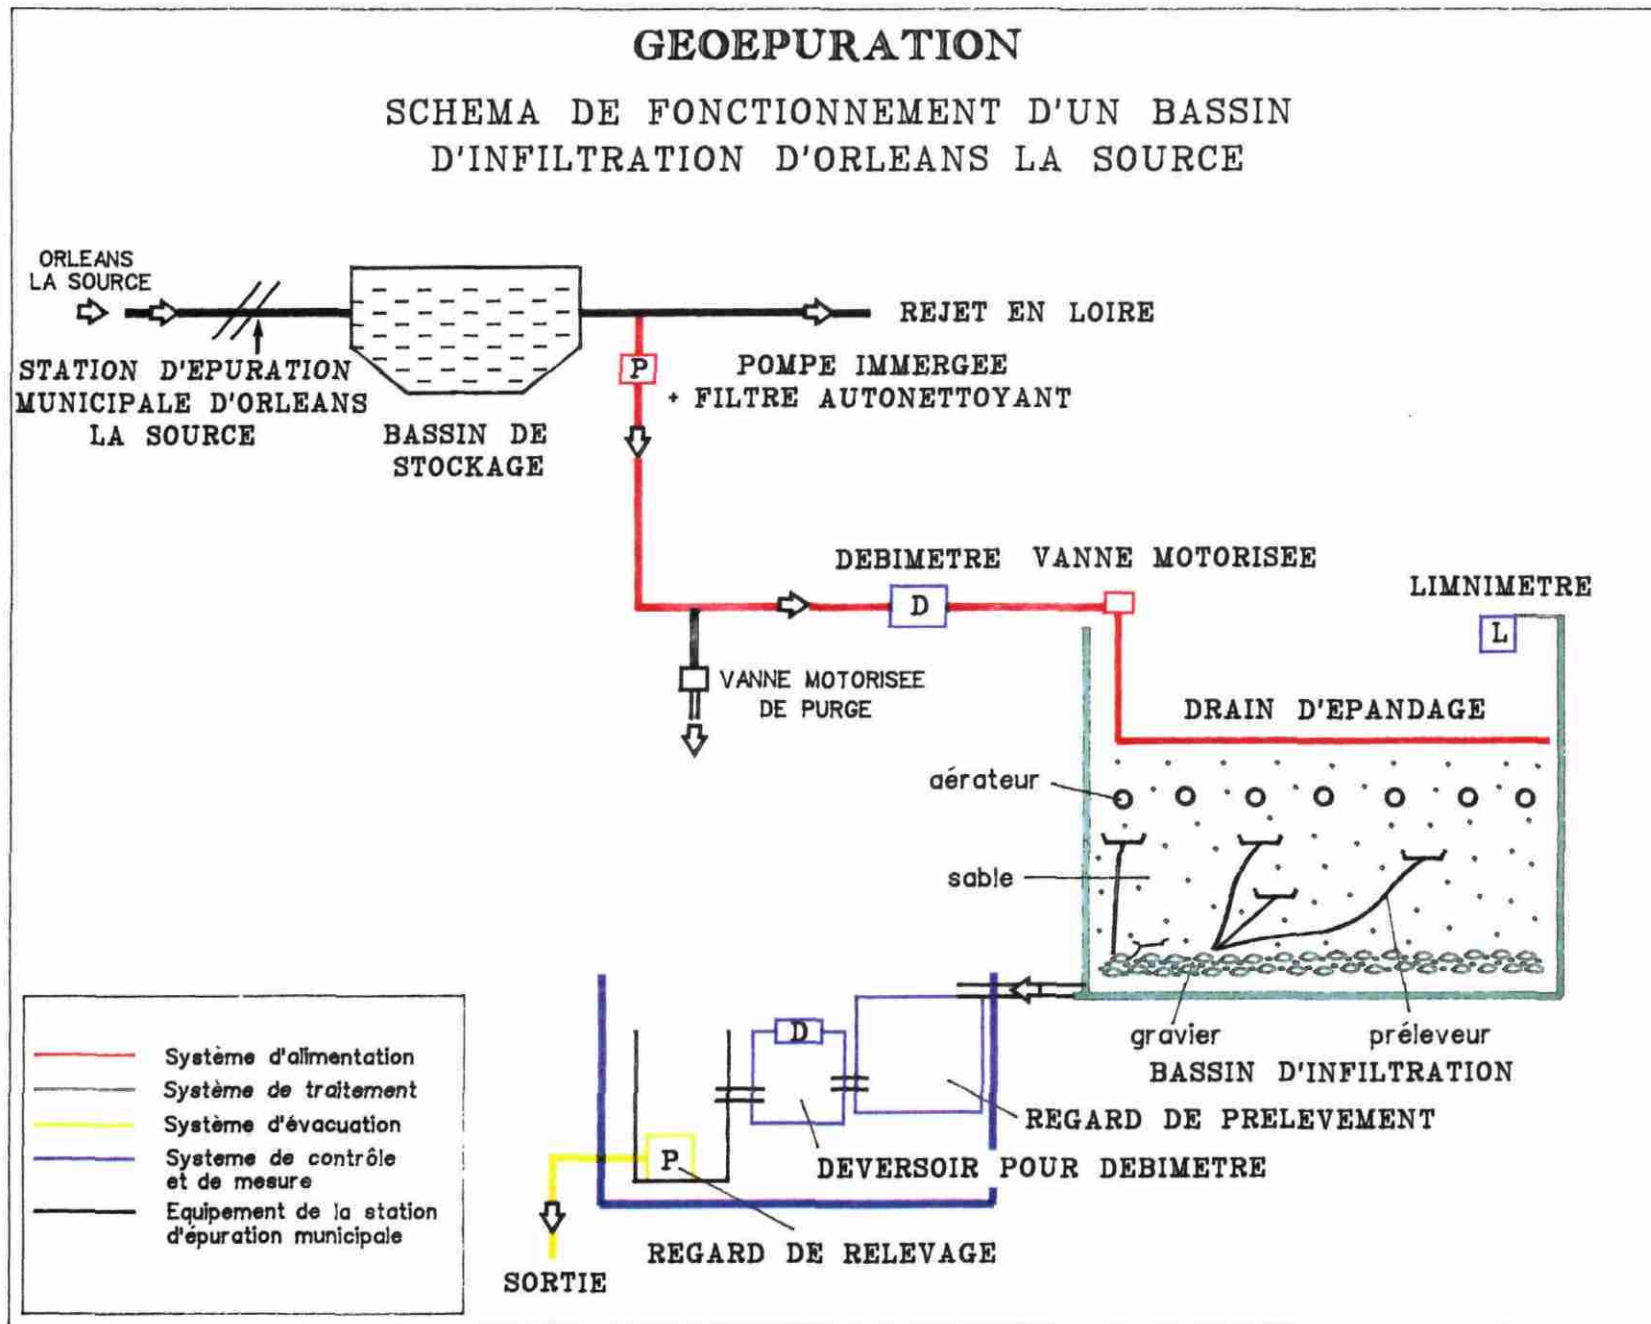 GEOEPURATION
SCHEMA DE FONCTIONNEMENT D'UN BASSIN
D'INFILTRATION D'ORLEANS LA SOURCE
ORLEANS
LA SOURCE
STATION D'EPURATION
MUNICIPALE D'ORLEANS
LA SOURCE
BASSIN DE
STOCKAGE
REJET EN LOIRE
P
POMPE IMMERGEE
+ FILTRE AUTONETTOYANT
DEBIMETRE
VANNE MOTORISEE
D
LIMNIMETRE
L
VANNE MOTORISEE
DE PURGE
DRAIN D'EPANDAGE
aérateur
sable
gravier
préleveur
BASSIN D'INFILTRATION
D
REGARD DE PRELEVEMENT
DEVERSOIR POUR DEBIMETRE
P
REGARD DE RELEVAGE
SORTIE
Système d'alimentation
Système de traitement
Système d'évacuation
Systeme de contrôle
et de mesure
Equipement de la station
d'épuration municipale